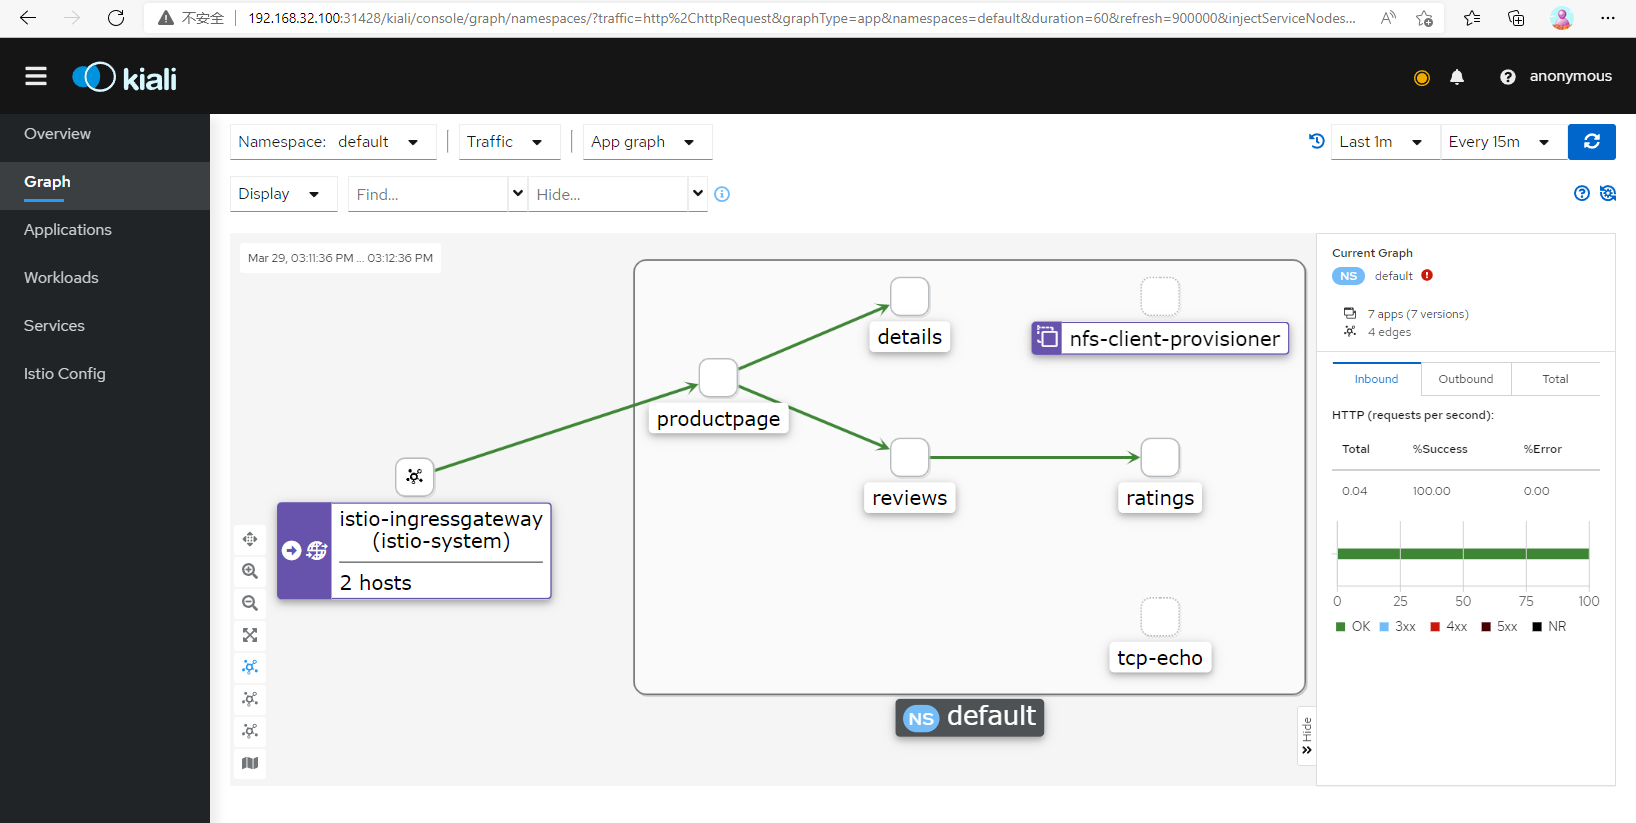 不安全
192.168.32.100:31428/kiali/console/graph/namespaces/?traffic=http%2ChttpRequest&graphType=app&namespaces=default&duration=60&refresh=900000&injectServiceNodes...
kiali
anonymous
Overview
Graph
Applications
Workloads
Services
Istio Config
Namespace: default
Traffic
App graph
Last 1m
Every 15m
Display
Find...
Hide...
Mar 29, 03:11:36 PM ... 03:12:36 PM
details
nfs-client-provisioner
productpage
reviews
ratings
istio-ingressgateway
(istio-system)
2 hosts
tcp-echo
NS default
Hide
Current Graph
NS default
7 apps (7 versions)
4 edges
Inbound Outbound Total
HTTP (requests per second):
Total %Success %Error
0.04 100.00 0.00
0 25 50 75 100
OK 3xx 4xx 5xx NR